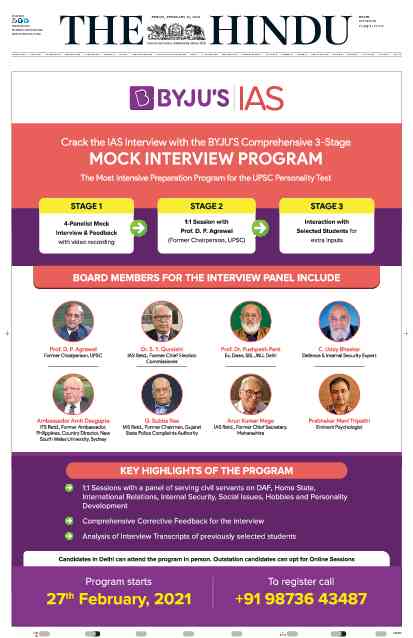 THE HINDU
BYJU'S IAS
Crack the IAS Interview with the BYJU'S Comprehensive 3-Stage
MOCK INTERVIEW PROGRAM
The Most Intensive Preparation Program for the UPSC Personality Test
STAGE 1
4-Panelist Mock
Interview & Feedback
with video recording
STAGE 2
1:1 Session with
Prof. D. P. Agrawal
(Former Chairperson, UPSC)
STAGE 3
Interaction with
Selected Students for
extra inputs
BOARD MEMBERS FOR THE INTERVIEW PANEL INCLUDE
Prof. D. P. Agrawal
Former Chairperson, UPSC
Dr. S. Y. Quraishi
IAS Retd., Former Chief Election
Commissioner
Prof. Dr. Pushpesh Pant
Ex. Dean, SIS, JNU, Delhi
C. Uday Bhaskar
Defence & Internal Security Expert
Ambassador Amit Dasgupta
IFS Retd., Former Ambassador,
Philippines, Country Director, New
South Wales University, Sydney
G. Subba Rao
IAS Retd., Former Chairman, Gujarat
State Police Complaints Authority
Arun Kumar Mago
IAS Retd., Former Chief Secretary,
Maharashtra
Prabhakar Mani Tripathi
Eminent Psychologist
KEY HIGHLIGHTS OF THE PROGRAM
1:1 Sessions with a panel of serving civil servants on DAF, Home State,
International Relations, Internal Security, Social Issues, Hobbies and Personality
Development
Comprehensive Corrective Feedback for the Interview
Analysis of Interview Transcripts of previously selected students
Candidates in Delhi can attend the program in person. Outstation candidates can opt for Online Sessions
Program starts
27th February, 2021
To register call
+91 98736 43487